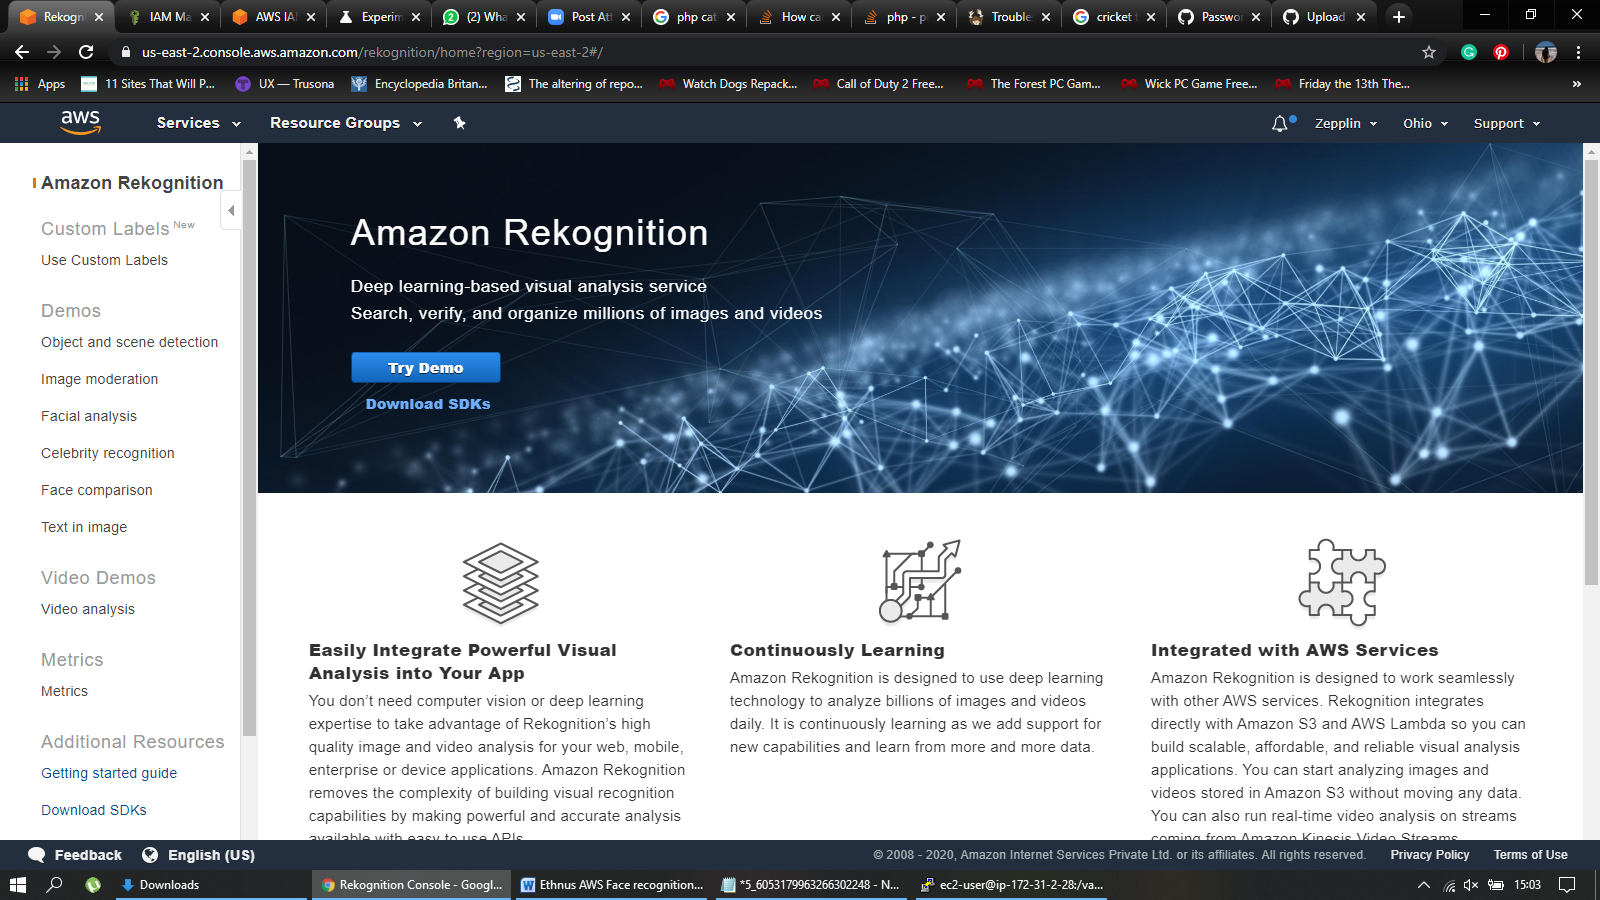 Rekogni
IAM Ma
AWS IA
Experim
(2) Wha
Post Att
php cat
How ca
php - p
Trouble
cricket t
Passwo
Upload
us-east-2.console.aws.amazon.com/rekognition/home?region=us-east-2#/
Apps
11 Sites That Will P...
UX — Trusona
Encyclopedia Britan...
The altering of repo...
Watch Dogs Repack...
Call of Duty 2 Free...
The Forest PC Gam...
Wick PC Game Free...
Friday the 13th The...
»
aws
Services
Resource Groups
Zepplin
Ohio
Support
Amazon Rekognition
Custom Labels New
Use Custom Labels
Demos
Object and scene detection
Image moderation
Facial analysis
Celebrity recognition
Face comparison
Text in image
Video Demos
Video analysis
Metrics
Metrics
Additional Resources
Getting started guide
Download SDKs
Amazon Rekognition
Deep learning-based visual analysis service
Search, verify, and organize millions of images and videos
Try Demo
Download SDKs
Easily Integrate Powerful Visual
Analysis into Your App
You don't need computer vision or deep learning
expertise to take advantage of Rekognition's high
quality image and video analysis for your web, mobile,
enterprise or device applications. Amazon Rekognition
removes the complexity of building visual recognition
capabilities by making powerful and accurate analysis
available with easy to use APIs.
Continuously Learning
Amazon Rekognition is designed to use deep learning
technology to analyze billions of images and videos
daily. It is continuously learning as we add support for
new capabilities and learn from more and more data.
Integrated with AWS Services
Amazon Rekognition is designed to work seamlessly
with other AWS services. Rekognition integrates
directly with Amazon S3 and AWS Lambda so you can
build scalable, affordable, and reliable visual analysis
applications. You can start analyzing images and
videos stored in Amazon S3 without moving any data.
You can also run real-time video analysis on streams
coming from Amazon Kinesis Video Streams.
Feedback
English (US)
© 2008 - 2020, Amazon Internet Services Private Ltd. or its affiliates. All rights reserved.
Privacy Policy
Terms of Use
Downloads
Rekognition Console - Googl...
Ethnus AWS Face recognition...
*5_6053179963266302248 - N...
ec2-user@ip-172-31-2-28:/va...
15:03